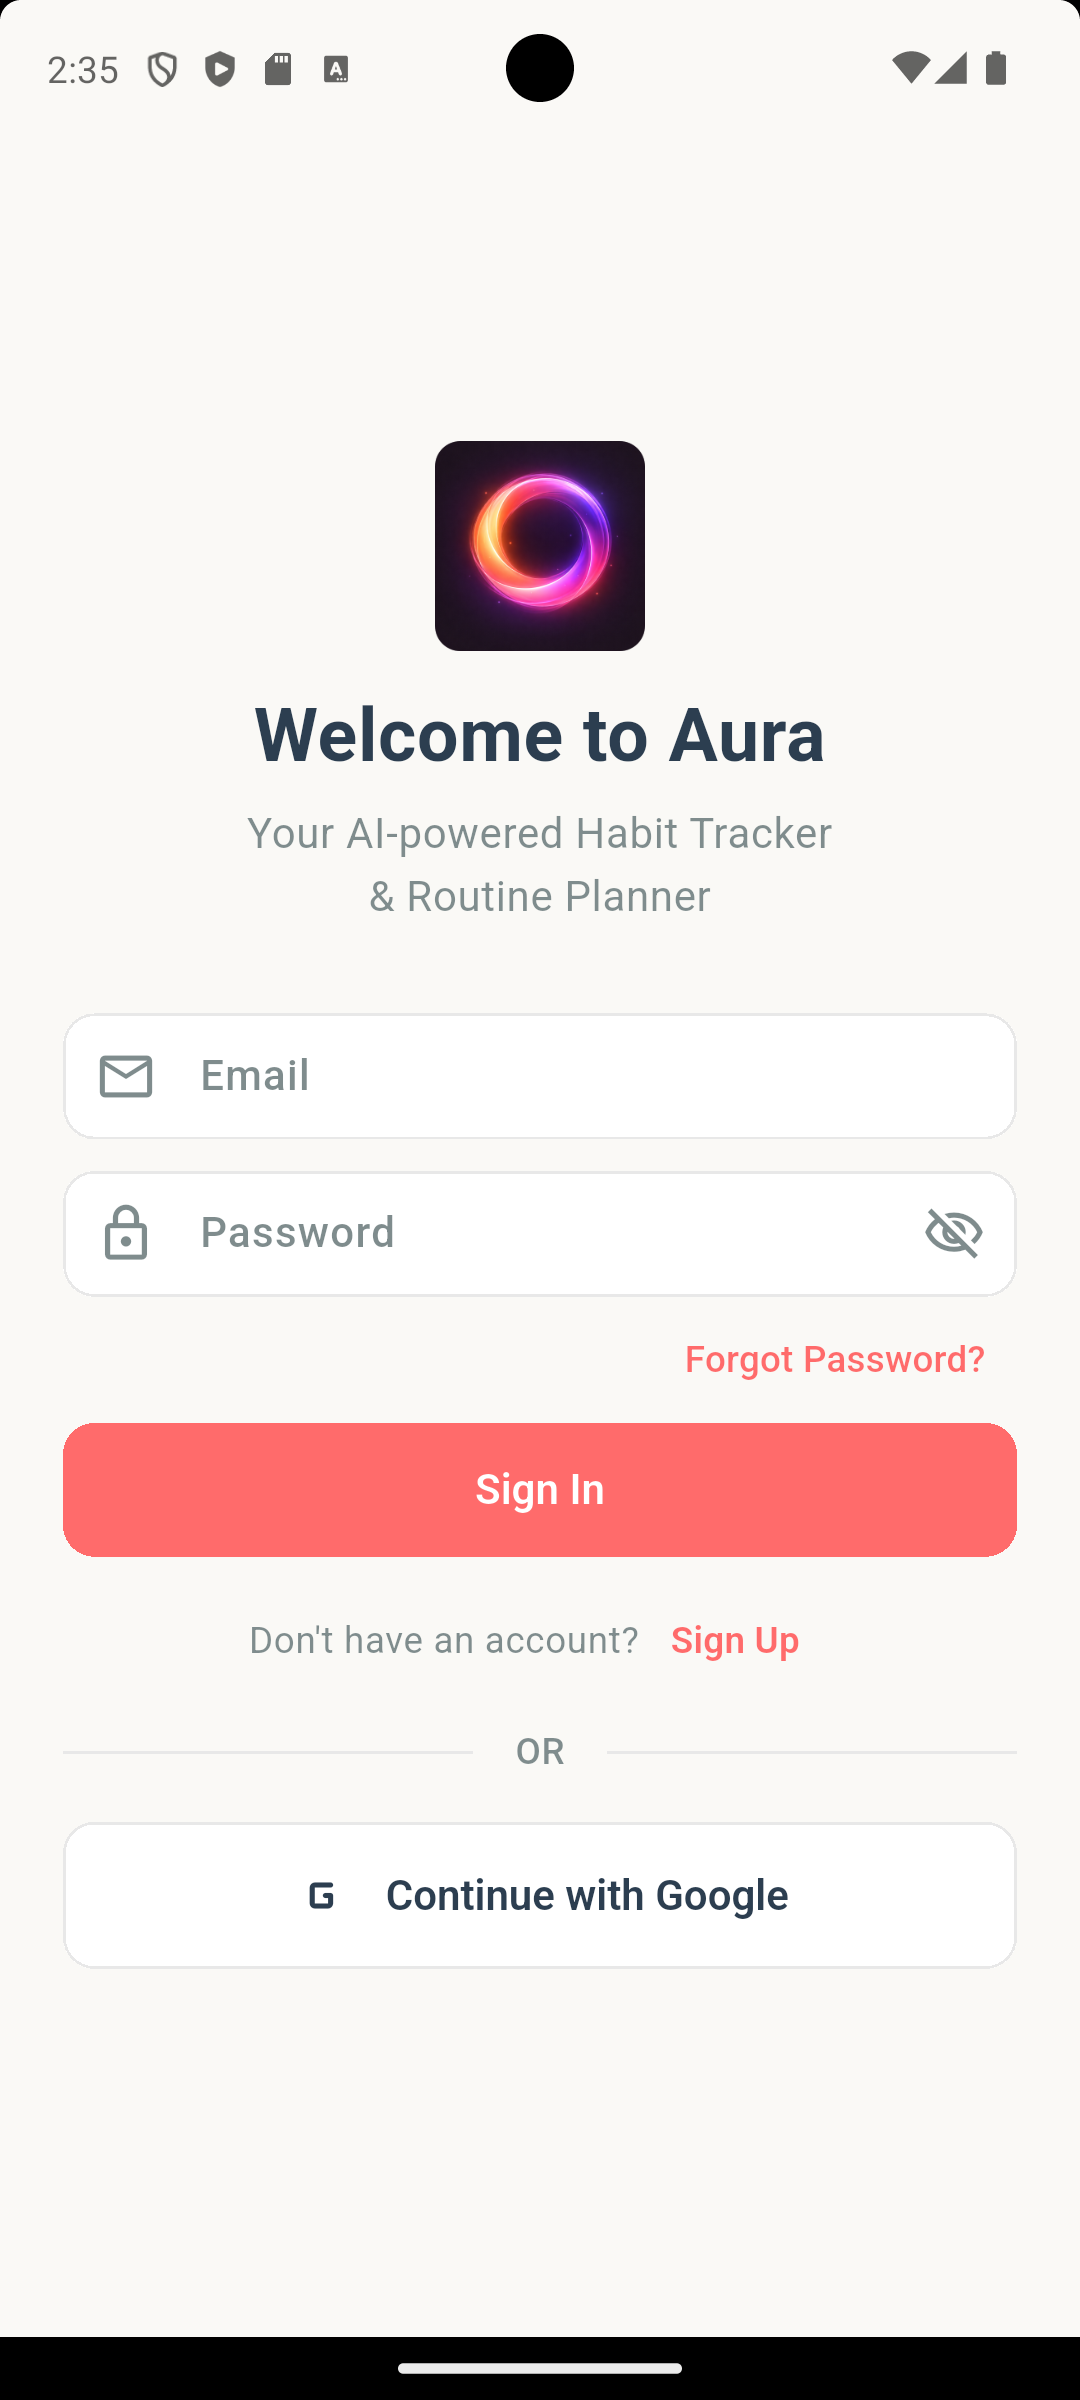 2:35
Welcome to Aura
Your AI-powered Habit Tracker
& Routine Planner
Email
Password
Forgot Password?
Sign In
Don't have an account? Sign Up
OR
G Continue with Google